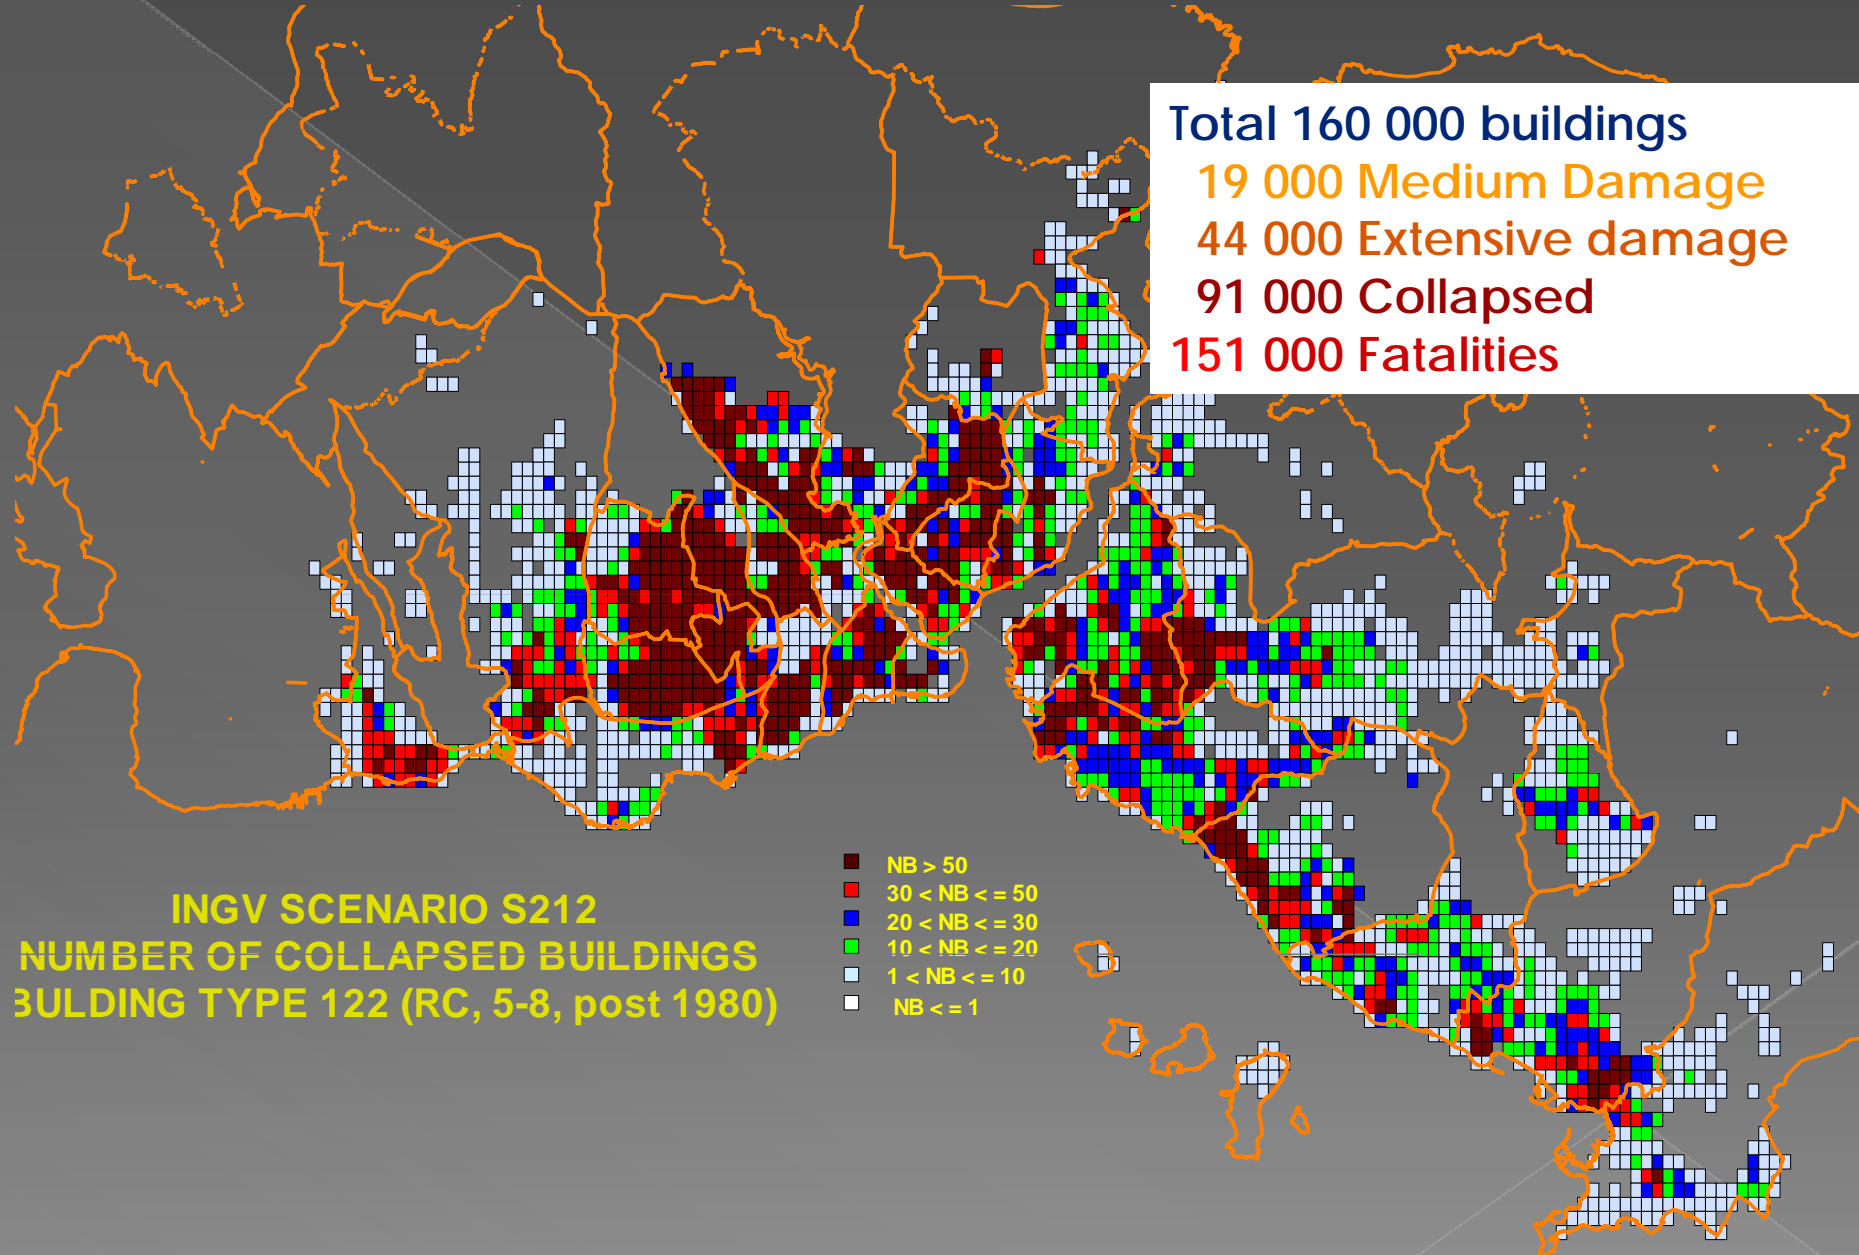 Total 160 000 buildings
19 000 Medium Damage
44 000 Extensive damage
91 000 Collapsed
151 000 Fatalities
NB > 50
30 < NB < = 50
20 < NB < = 30
10 < NB < = 20
1 < NB < = 10
NB < = 1
INGV SCENARIO S212
NUMBER OF COLLAPSED BUILDINGS
BULDING TYPE 122 (RC, 5-8, post 1980)